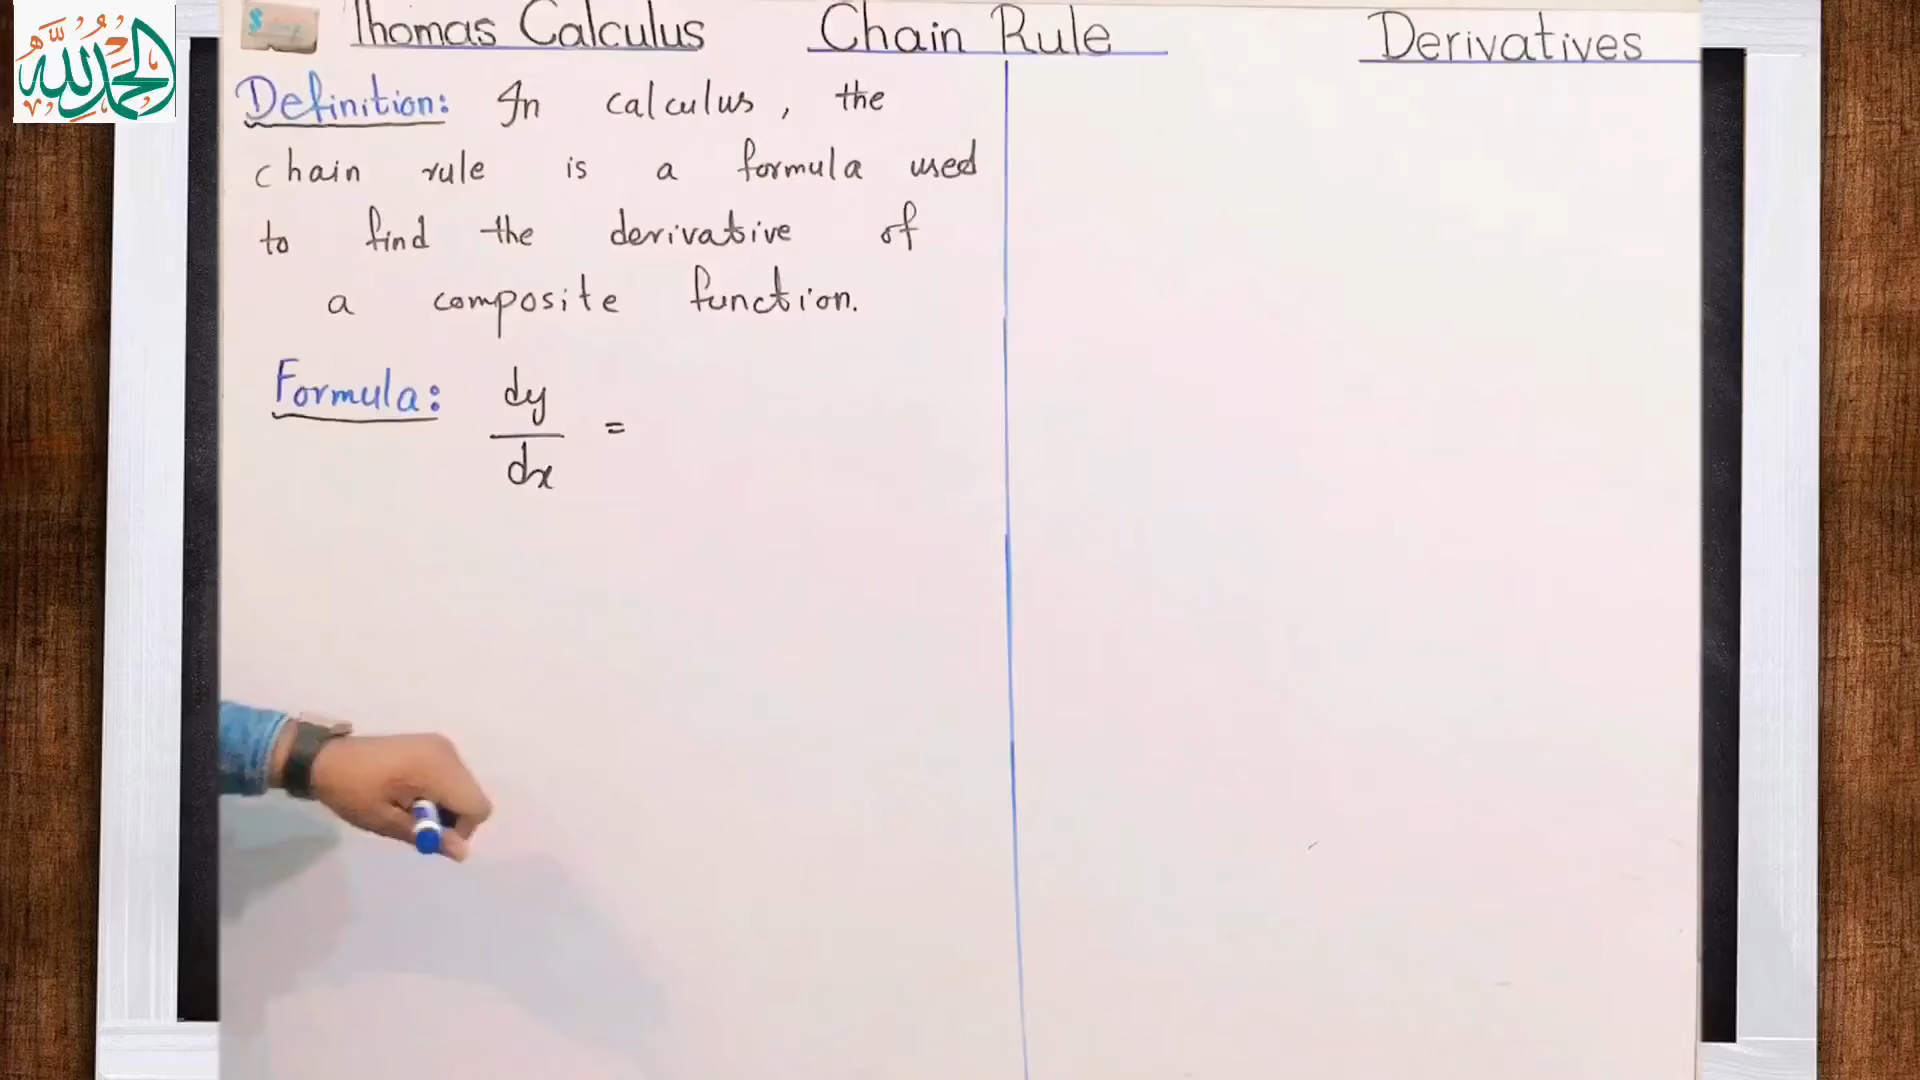 الحمد لله
Thomas Calculus Chain Rule Derivatives
Definition: In calculus, the
chain rule is a formula used
to find the derivative of
a composite function.
Formula: dy
=
dx